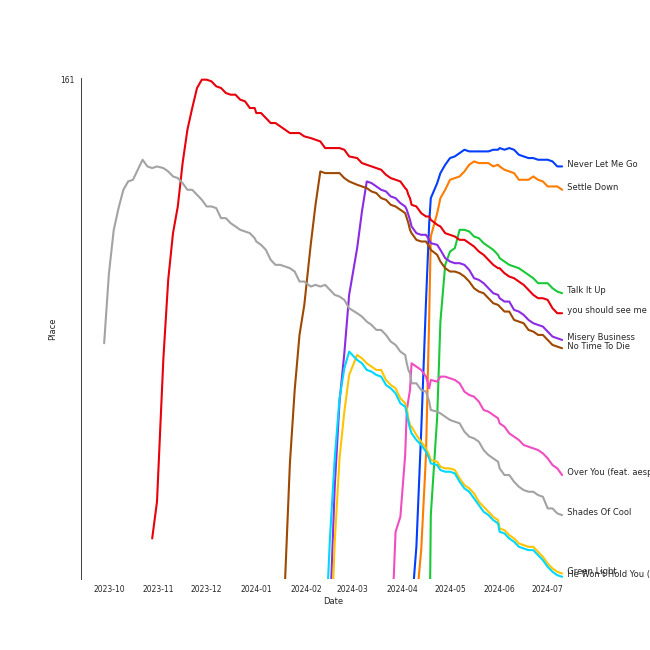 161
Never Let Me Go
Settle Down
Talk It Up
you should see me
Place
Misery Business
No Time To Die
Over You (feat. aesp
Shades Of Cool
Green Light
He Won't Hold You (
2023-10 2023-11 2023-12 2024-01 2024-02 2024-03 2024-04 2024-05 2024-06 2024-07
Date